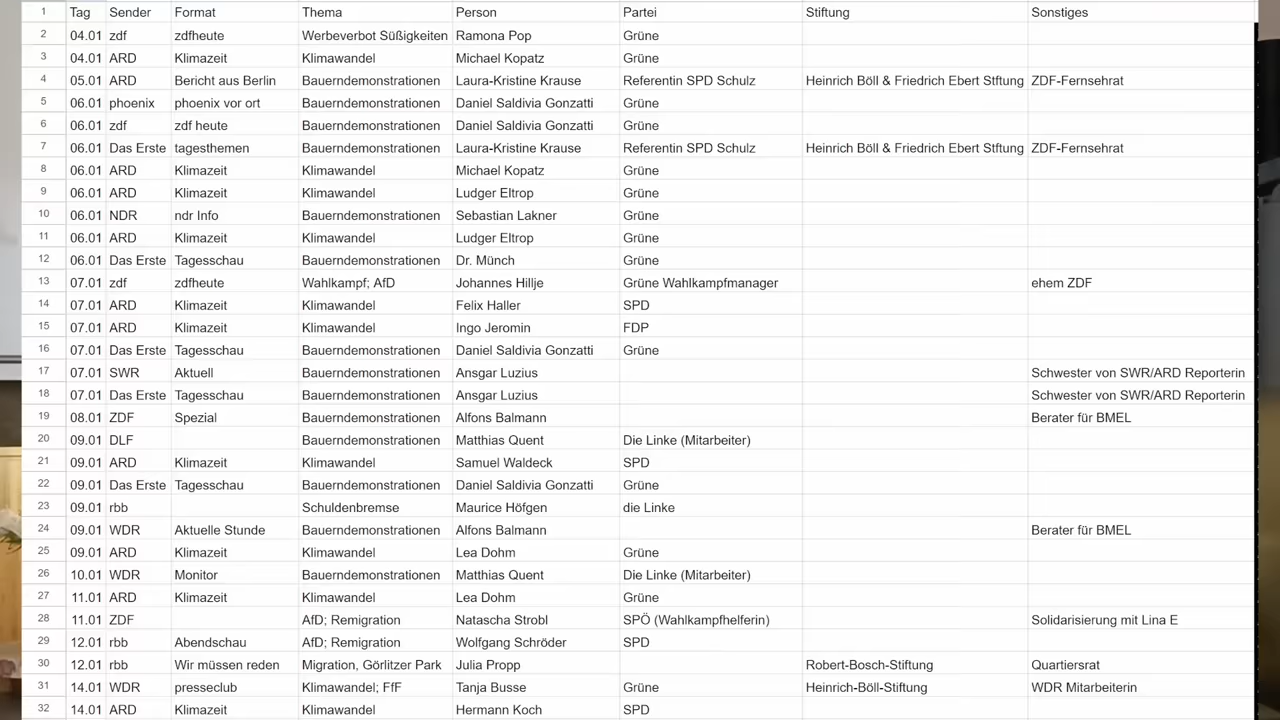 1 Tag Sender Format Thema Person Partei Stiftung Sonstiges
2 04.01 zdf zdfheute Werbeverbot Süßigkeiten Ramona Pop Grüne
3 04.01 ARD Klimazeit Klimawandel Michael Kopatz Grüne
4 05.01 ARD Bericht aus Berlin Bauerndemonstrationen Laura-Kristine Krause Referentin SPD Schulz Heinrich Böll & Friedrich Ebert Stftung ZDF-Fernsehrat
5 06.01 phoenix phoenix vor ort Bauerndemonstrationen Daniel Saldivia Gonzatti Grüne
6 06.01 zdf zdf heute Bauerndemonstrationen Daniel Saldivia Gonzatti Grüne
7 06.01 Das Erste tagesthemen Bauerndemonstrationen Laura-Kristine Krause Referentin SPD Schulz Heinrich Böll & Friedrich Ebert Stftung ZDF-Fernsehrat
8 06.01 ARD Klimazeit Klimawandel Michael Kopatz Grüne
9 06.01 ARD Klimazeit Klimawandel Ludger Eltrop Grüne
10 06.01 NDR ndr Info Bauerndemonstrationen Sebastian Lakner Grüne
11 06.01 ARD Klimazeit Klimawandel Ludger Eltrop Grüne
12 06.01 Das Erste Tagesschau Bauerndemonstrationen Dr. Münch Grüne
13 07.01 zdf zdfheute Wahlkampf; AfD Johannes Hillje Grüne Wahlkampfmanager ehem ZDF
14 07.01 ARD Klimazeit Klimawandel Felix Haller SPD
15 07.01 ARD Klimazeit Klimawandel Ingo Jeromin FDP
16 07.01 Das Erste Tagesschau Bauerndemonstrationen Daniel Saldivia Gonzatti Grüne
17 07.01 SWR Aktuell Bauerndemonstrationen Ansgar Luzius Schwester von SWR/ARD Reporterin
18 07.01 Das Erste Tagesschau Bauerndemonstrationen Ansgar Luzius Schwester von SWR/ARD Reporterin
19 08.01 ZDF Spezial Bauerndemonstrationen Alfons Balmann Berater für BMEL
20 09.01 DLF Bauerndemonstrationen Matthias Quent Die Linke (Mitarbeiter)
21 09.01 ARD Klimazeit Klimawandel Samuel Waldeck SPD
22 09.01 Das Erste Tagesschau Bauerndemonstrationen Daniel Saldivia Gonzatti Grüne
23 09.01 rbb Schuldenbremse Maurice Höfgen die Linke
24 09.01 WDR Aktuelle Stunde Bauerndemonstrationen Alfons Balmann Berater für BMEL
25 09.01 ARD Klimazeit Klimawandel Lea Dohm Grüne
26 10.01 WDR Monitor Bauerndemonstrationen Matthias Quent Die Linke (Mitarbeiter)
27 11.01 ARD Klimazeit Klimawandel Lea Dohm Grüne
28 11.01 ZDF AfD; Remigration Natascha Strobl SPÖ (Wahlkampfhelferin) Solidarisierung mit Lina E
29 12.01 rbb Abendschau AfD; Remigration Wolfgang Schröder SPD
30 12.01 rbb Wir müssen reden Migration, Görlitzer Park Julia Propp Robert-Bosch-Stiftung Quartiersrat
31 14.01 WDR presseclub Klimawandel; FfF Tanja Busse Grüne Heinrich-Böll-Stiftung WDR Mitarbeiterin
32 14.01 ARD Klimazeit Klimawandel Hermann Koch SPD